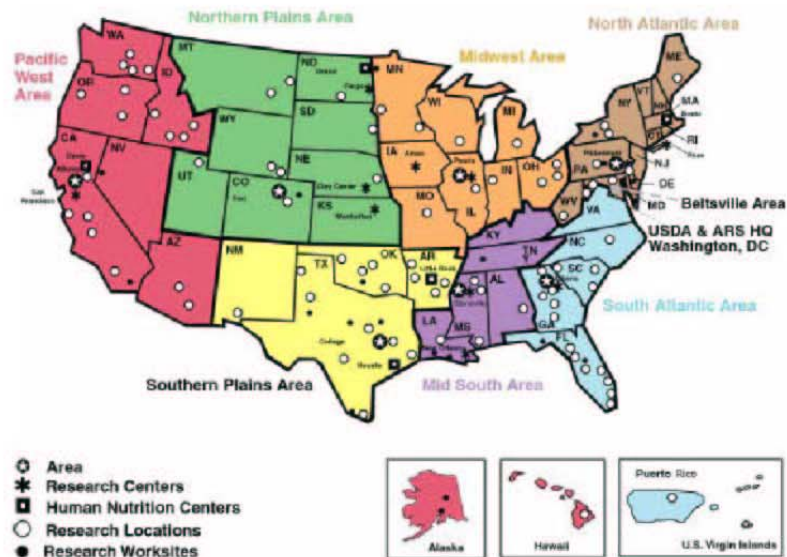 Northern Plains Area
North Atlantic Area
Pacific
West
Area
Midwest Area
WA
MT
ND
MN
ME
OR
ID
WI
MI
NY
VT
NH
MA
SD
WY
CA
NV
IA
CT
RI
NE
PA
NJ
UT
CO
IN
OH
DE
Beltsville Area
IL
KS
MO
WV
VA
MD
USDA & ARS HQ
Washington, DC
KY
AZ
NM
TX
OK
AR
TN
NC
SC
AL
South Atlantic Area
LA
MS
GA
FL
College
Southern Plains Area
Mid South Area
Area
Research Centers
Human Nutrition Centers
Research Locations
Research Worksites
Alaska
Hawaii
Puerto Rico
U.S. Virgin Islands